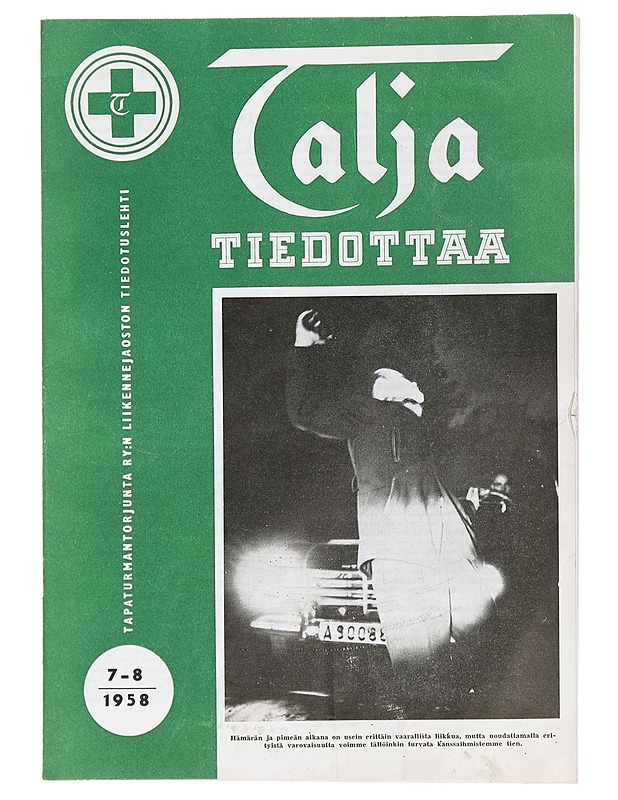 T
Talja
TIEDOTTAA
TAPATURMANTORJUNTA RY:N LIIKENNEJAOSTON TIEDOTUSLEHTI
A9008
7-8
1958
Hämärän ja pimeän aikana on usein erittäin vaarallista liikkua, mutta noudattamalla eri-
tyistä varovaisuutta voimme tällöinkin turvata kanssaihmistemme tien.